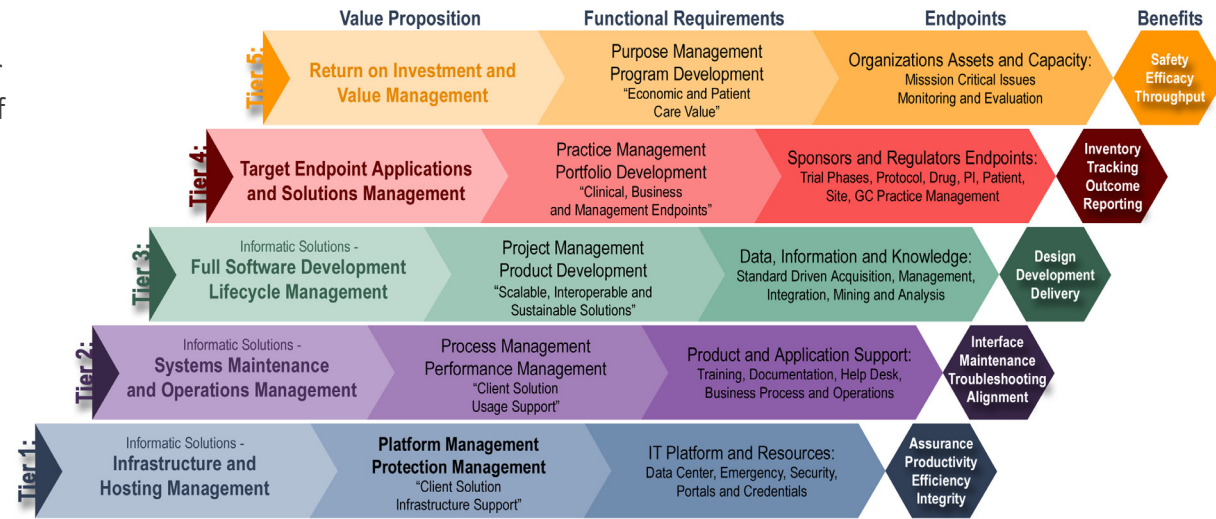 Value Proposition
Functional Requirements
Endpoints
Benefits
f
Tier 5:
Return on Investment and
Value Management
Purpose Management
Program Development
“Economic and Patient
Care Value”
Organizations Assets and Capacity:
Misssion Critical Issues
Monitoring and Evaluation
Safety
Efficacy
Throughput
Tier 4:
Target Endpoint Applications
and Solutions Management
Practice Management
Portfolio Development
“Clinical, Business
and Management Endpoints”
Sponsors and Regulators Endpoints:
Trial Phases, Protocol, Drug, PI, Patient,
Site, GC Practice Management
Inventory
Tracking
Outcome
Reporting
Tier 3:
Informatic Solutions -
Full Software Development
Lifecycle Management
Project Management
Product Development
“Scalable, Interoperable and
Sustainable Solutions”
Data, Information and Knowledge:
Standard Driven Acquisition, Management,
Integration, Mining and Analysis
Design
Development
Delivery
Tier 2:
Informatic Solutions -
Systems Maintenance
and Operations Management
Process Management
Performance Management
“Client Solution
Usage Support”
Product and Application Support:
Training, Documentation, Help Desk,
Business Process and Operations
Interface
Maintenance
Troubleshooting
Alignment
Tier 1:
Informatic Solutions -
Infrastructure and
Hosting Management
Platform Management
Protection Management
“Client Solution
Infrastructure Support”
IT Platform and Resources:
Data Center, Emergency, Security,
Portals and Credentials
Assurance
Productivity
Efficiency
Integrity